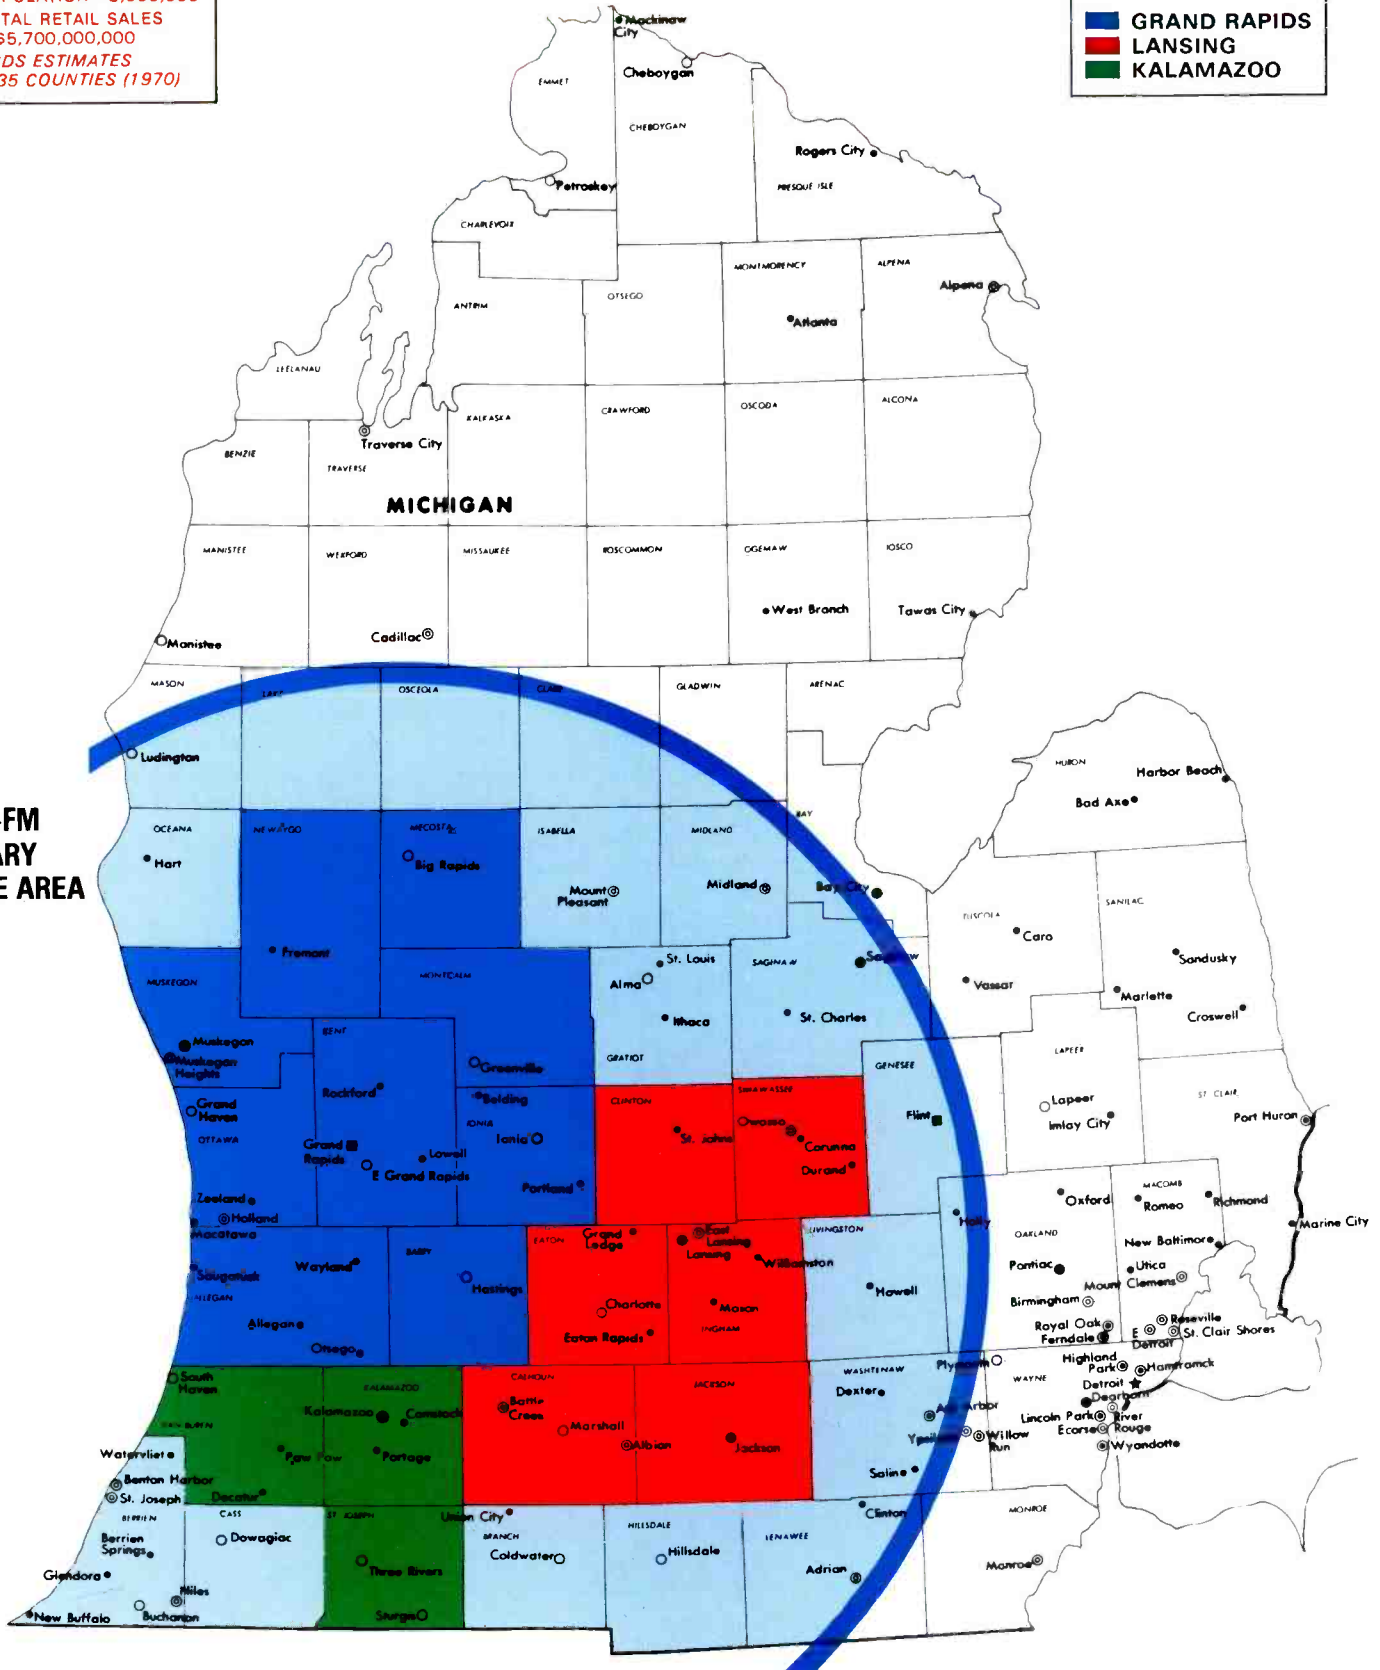 TAL RETAIL SALES
$5,700,000,000
DS ESTIMATES
35 COUNTIES (1970)
GRAND RAPIDS
LANSING
KALAMAZOO
Mackinaw
City
EMMET
Cheboygan
CHEBOYGAN
Rogers City
PRESQUE ISLE
Petroskey
CHARLEVOIX
ANTRIM
OTSEGO
MONTMORENCY
ALPENA
Alpena
Atlanta
LEELANAU
KALKASKA
CRAWFORD
OSCODA
ALCONA
Traverse City
BENZIE
TRAVERSE
MICHIGAN
MANISTEE
WEXFORD
MISSAUKEE
ROSCOMMON
OGEMAW
IOSCO
West Branch
Tawas City
Manistee
Cadillac
MASON
LAKE
OSCEOLA
CLARE
GLADWIN
ARENAC
Ludington
HURON
Harbor Beach
Bad Axe
-FM
ARY
E AREA
OCEANA
NEWAYGO
MECOSTA
ISABELLA
MIDLAND
BAY
Hart
Big Rapids
Mount
Pleasant
Midland
Bay City
TUSCOLA
SANILAC
Caro
Fremont
Sandusky
MUSKEGON
MONTCALM
St. Louis
Alma
SAGINAW
Saginaw
Vassar
Marlette
Croswell
Ithaca
St. Charles
Muskegon
Muskegon
Heights
KENT
Greenville
GRATIOT
GENESEE
LAPEER
Rockford
Belding
CLINTON
SHIAWASSEE
ST CLAIR
Grand
Haven
OTTAWA
IONIA
Ionia
St. Johns
Owosso
Corunna
Durand
Flint
Lapeer
Imlay City
Port Huron
Grand
Rapids
Lowell
E Grand Rapids
Portland
Zeeland
Holland
Macatawa
Oxford
MACOMB
Romeo
Richmond
Holly
OAKLAND
Marine City
New Baltimore
EATON
Grand
Ledge
East
Lansing
Lansing
Williamston
LIVINGSTON
Howell
Pontiac
Utica
Mount Clemens
BARRY
Wayland
Hastings
Saugatuck
ALLEGAN
Allegan
Otsego
Charlotte
Eaton Rapids
Mason
INGHAM
Birmingham
Royal Oak
Ferndale
Roseville
E
Detroit
St. Clair Shores
South
Haven
VAN BUREN
KALAMAZOO
Kalamazoo
Comstock
CALHOUN
Battle
Creek
JACKSON
WASHTENAW
Dexter
Plymouth
WAYNE
Highland
Park
Hamtramck
Detroit
Dearborn
Marshall
Albion
Jackson
Ann Arbor
Ypsilanti
Willow
Run
Lincoln Park
River
Rouge
Ecorse
Wyandotte
Watervliet
Paw Paw
Portage
Saline
Benton Harbor
St. Joseph
Decatur
BERRIEN
CASS
ST JOSEPH
Union City
BRANCH
HILLSDALE
LENAWEE
Clinton
MONROE
Berrien
Springs
Dowagiac
Coldwater
Hillsdale
Adrian
Monroe
Glendora
Three Rivers
Niles
New Buffalo
Buchanan
Sturgis